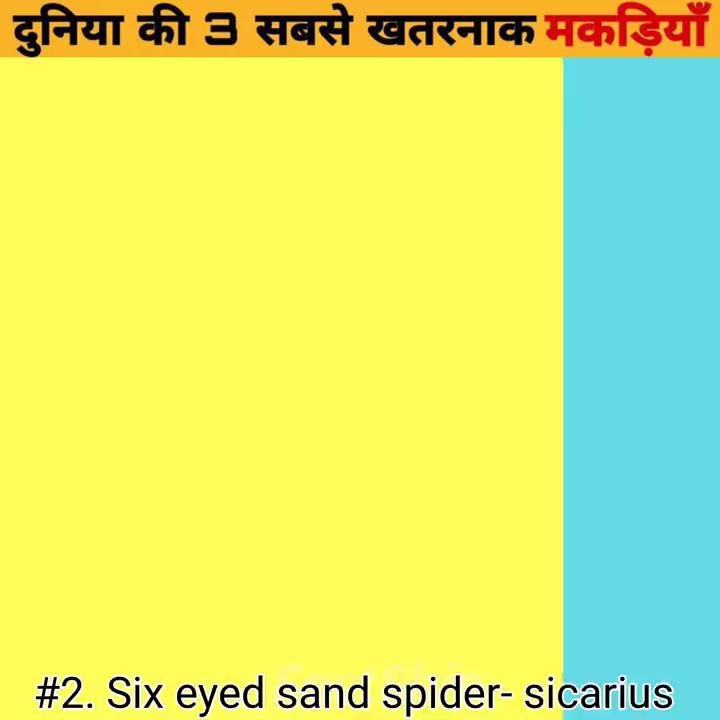 दुनिया की 3 सबसे खतरनाक मकड़ियाँ
#2. Six eyed sand spider- sicarius